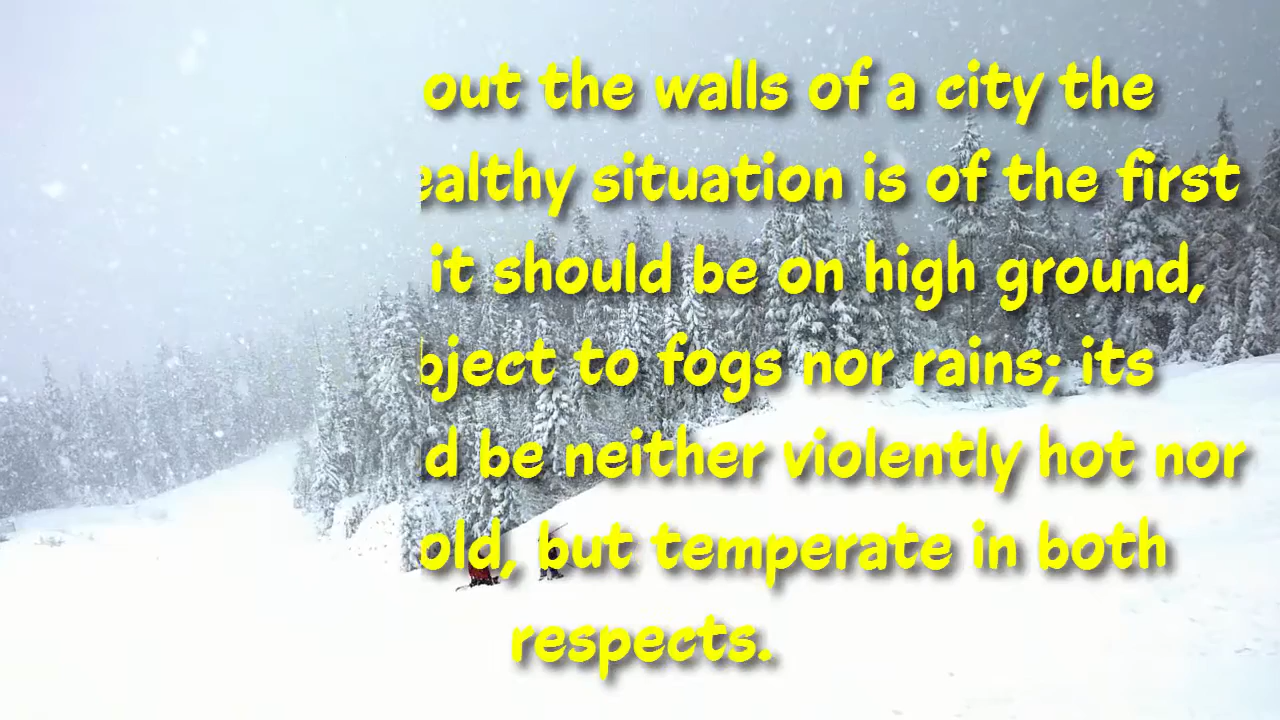 out the walls of a city the
ealthy situation is of the first
it should be on high ground,
bject to fogs nor rains; its
d be neither violently hot nor
old, but temperate in both
respects.